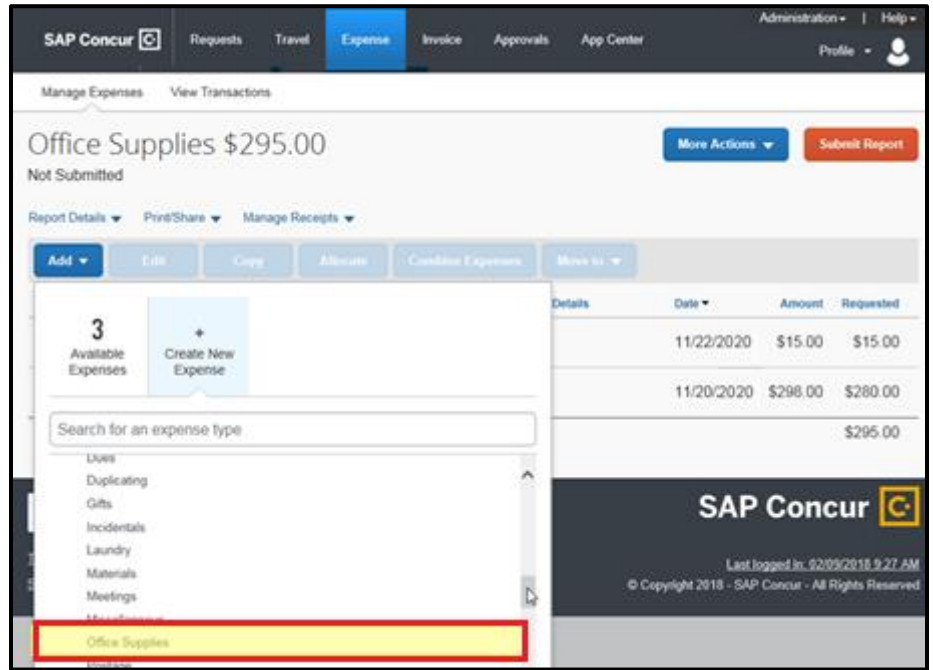 Administration | Help
SAP Concur C Requests Travel Expense Invoice Approvals App Center
Profile
Manage Expenses View Transactions
Office Supplies $295.00
More Actions Submit Report
Not Submitted
Report Details Print/Share Manage Receipts
Add Edit Copy Allocate Combine Expenses Move to
Details Date Amount Requested
3
Available
Expenses
+
Create New
Expense
11/22/2020 $15.00 $15.00
11/20/2020 $298.00 $280.00
Search for an expense type
$295.00
Dues
Duplicating
Gifts
Incidentals
Laundry
Materials
Meetings
Miscellaneous
Office Supplies
Postage
SAP Concur C
Last logged in: 02/09/2018 9:27 AM
© Copyright 2018 - SAP Concur - All Rights Reserved